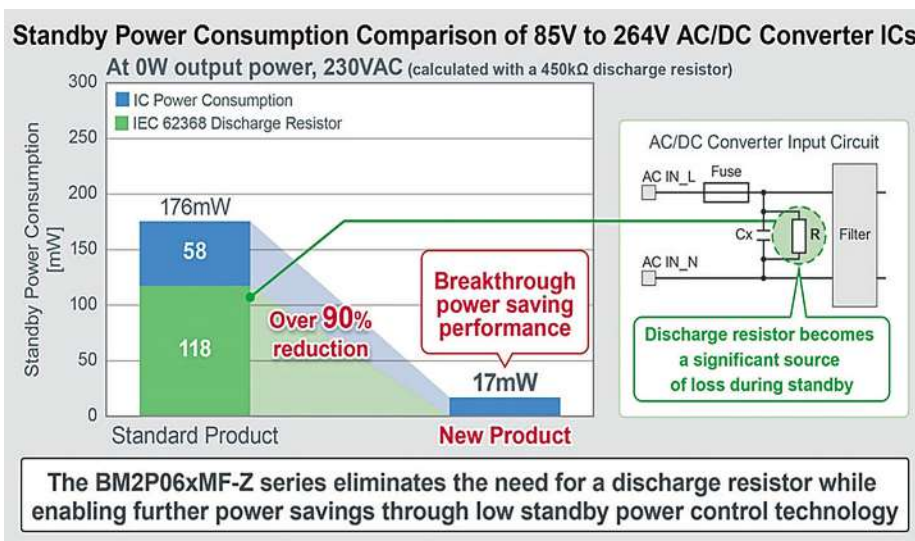 Standby Power Consumption Comparison of 85V to 264V AC/DC Converter ICs
At 0W output power, 230VAC (calculated with a 450kΩ discharge resistor)
300
250
200
150
100
50
0
Standby Power Consumption
[mW]
IC Power Consumption
IEC 62368 Discharge Resistor
176mW
58
118
Over 90%
reduction
Breakthrough
power saving
performance
17mW
Standard Product
New Product
AC/DC Converter Input Circuit
AC IN_L
Fuse
Cx
R
Filter
AC IN_N
Discharge resistor becomes
a significant source
of loss during standby
The BM2P06xMF-Z series eliminates the need for a discharge resistor while
enabling further power savings through low standby power control technology